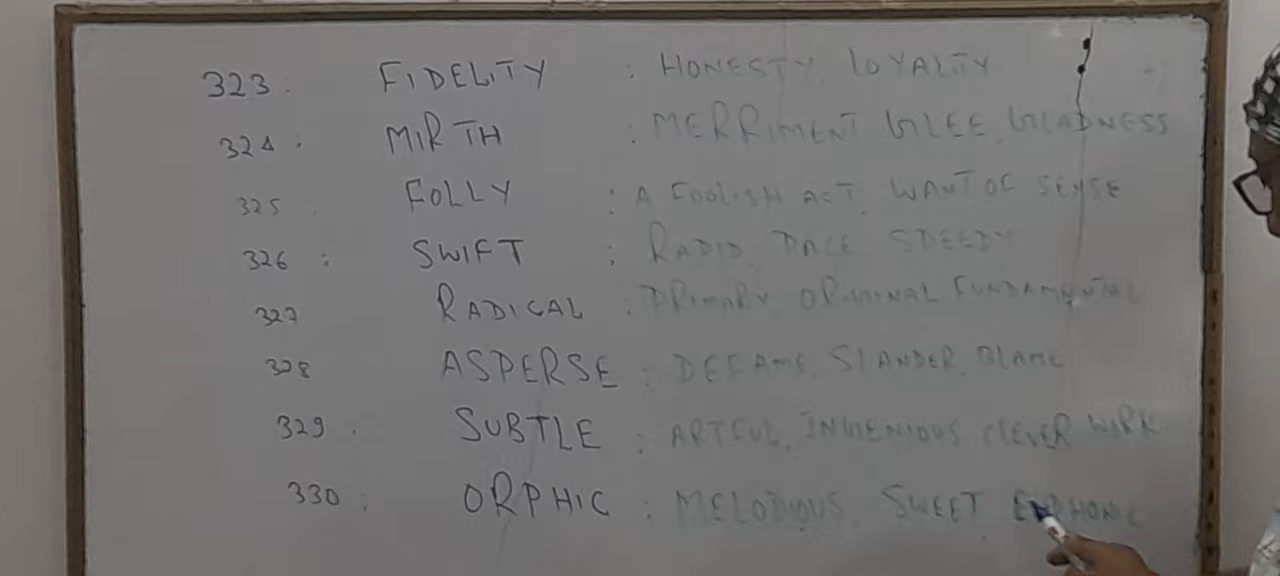 323. FIDELITY : HONESTY, LOYALITY
324 : MIRTH : MERRIMENT GLEE, GLADNESS
325 . FOLLY : A FOOLISH ACT, WANT OF SENSE
326 : SWIFT : RAPID, PACE SPEEDY
327 RADICAL : PRIMARY, ORIGINAL FUNDAMENTAL
328 ASPERSE : DEFAME, SLANDER, BLAME
329 . SUBTLE : ARTFUL, INGENIOUS CLEVER WORK
330 : ORPHIC : MELODIOUS, SWEET